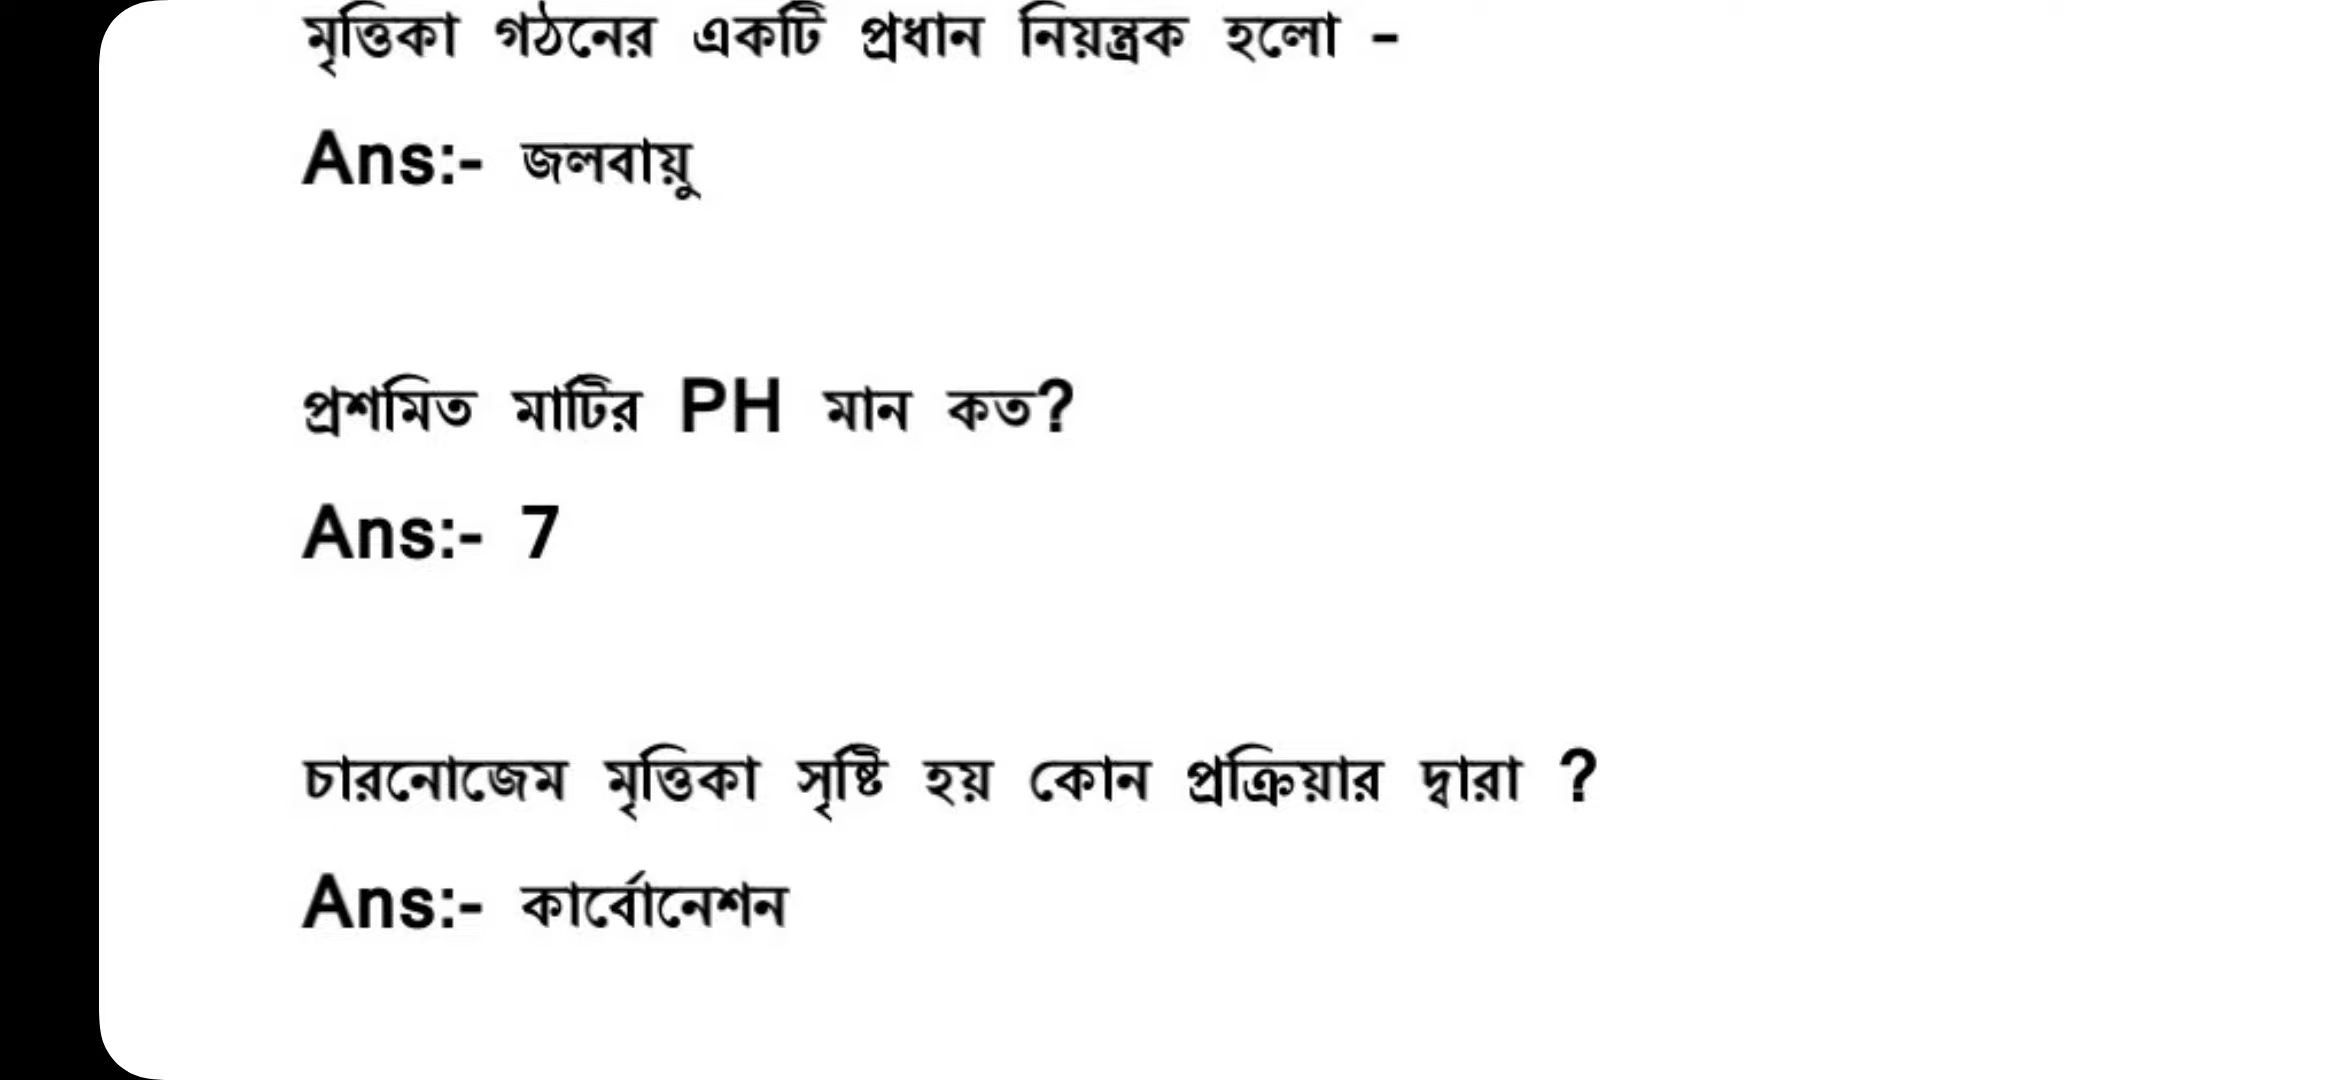 মৃত্তিকা গঠনের একটি প্রধান নিয়ন্ত্রক হলো -
Ans:- জলবায়ু
প্রশমিত মাটির PH মান কত?
Ans:- 7
চারনোজেম মৃত্তিকা সৃষ্টি হয় কোন প্রক্রিয়ার দ্বারা ?
Ans:- কার্বোনেশন